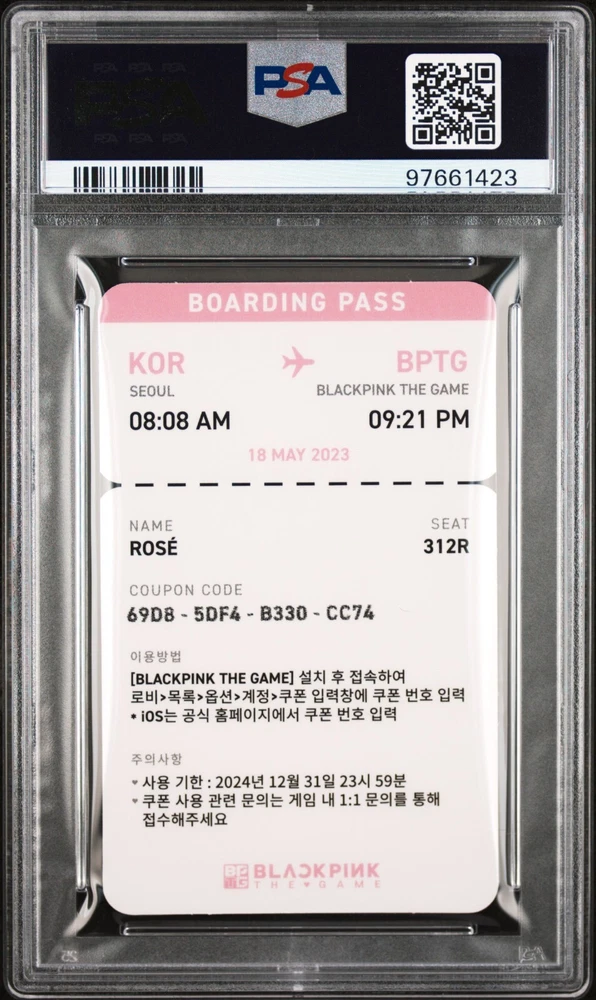 PSA
97661423
BOARDING PASS
KOR BPTG
SEOUL BLACKPINK THE GAME
08:08 AM 09:21 PM
18 MAY 2023
NAME SEAT
ROSÉ 312R
COUPON CODE
69D8 - 5DF4 - B330 - CC74
이용방법
[BLACKPINK THE GAME] 설치 후 접속하여
로비>목록>옵션>계정>쿠폰 입력창에 쿠폰 번호 입력
* iOS는 공식 홈페이지에서 쿠폰 번호 입력
주의사항
♥ 사용 기한 : 2024년 12월 31일 23시 59분
♥ 쿠폰 사용 관련 문의는 게임 내 1:1 문의를 통해
접수해주세요
BPTG BLACKPINK
THE♥GAME